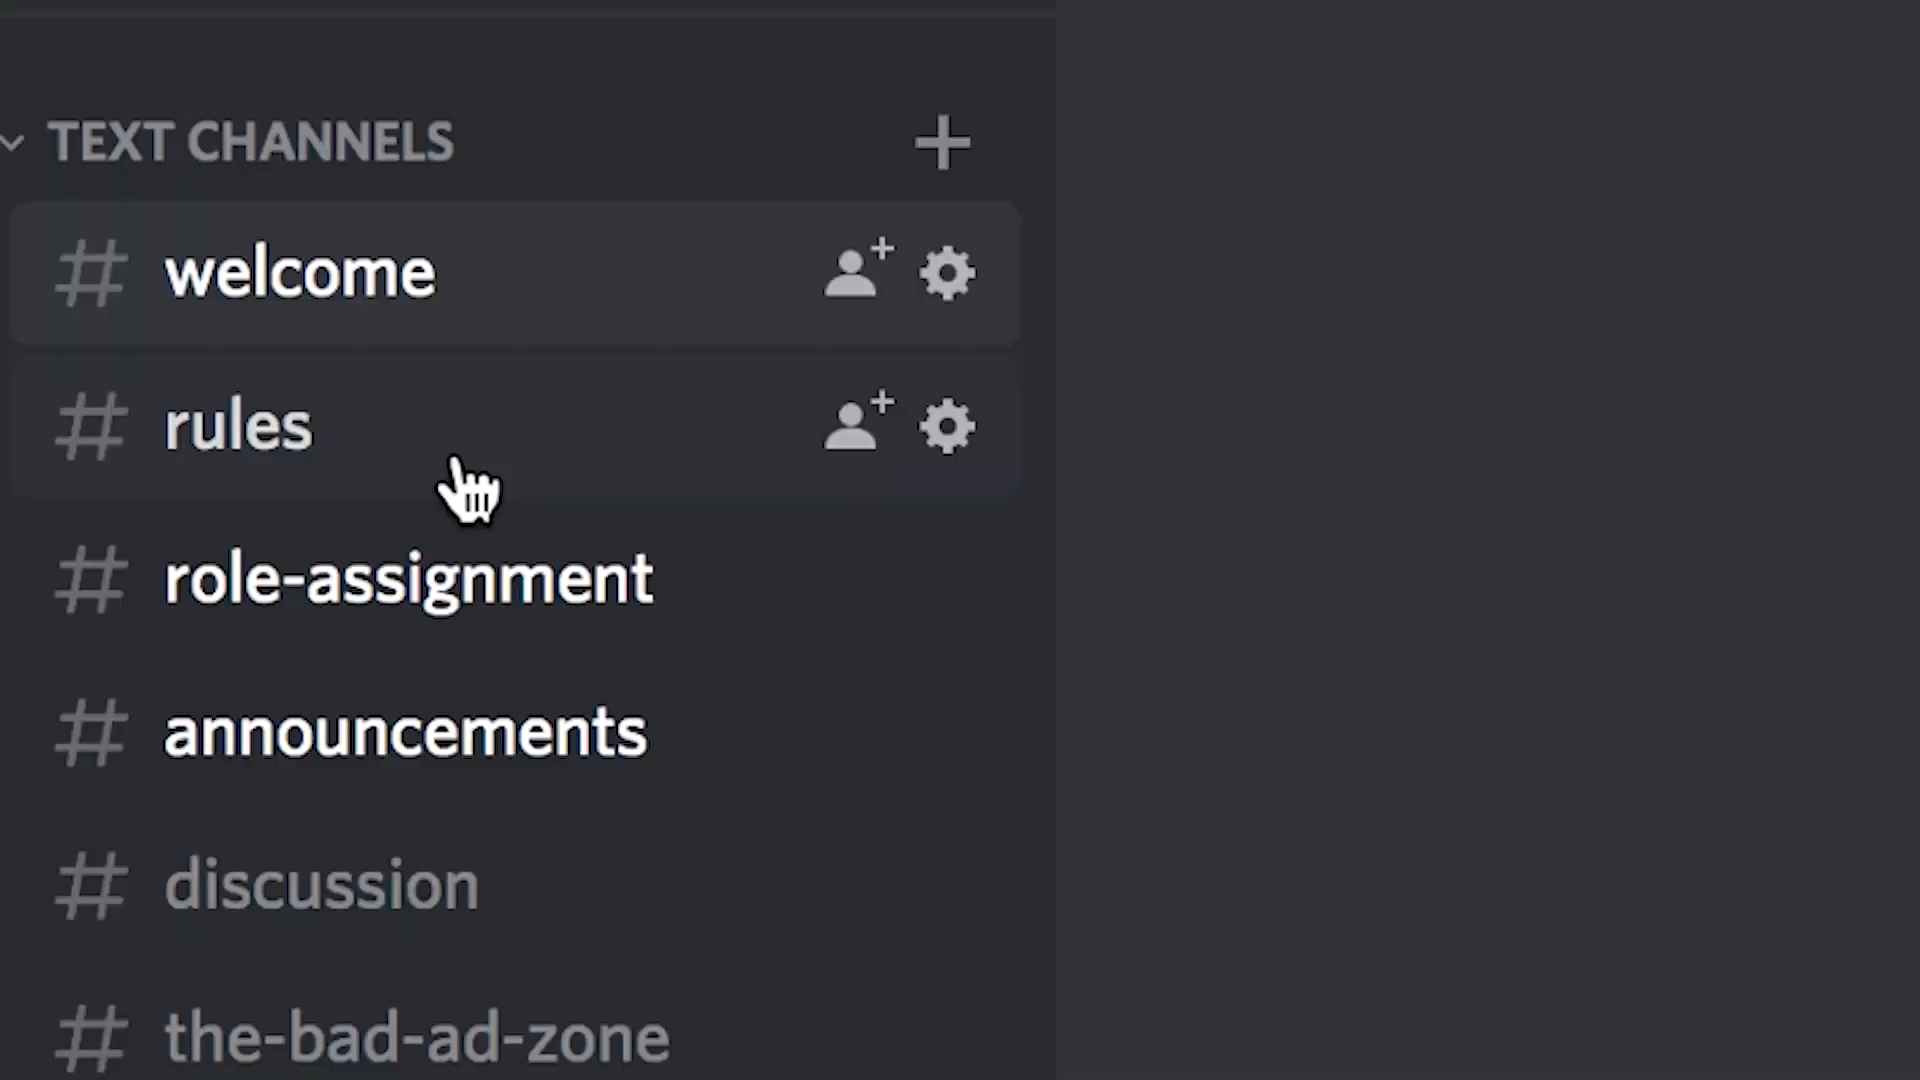 TEXT CHANNELS
# welcome
# rules
# role-assignment
# announcements
# discussion
# the-bad-ad-zone